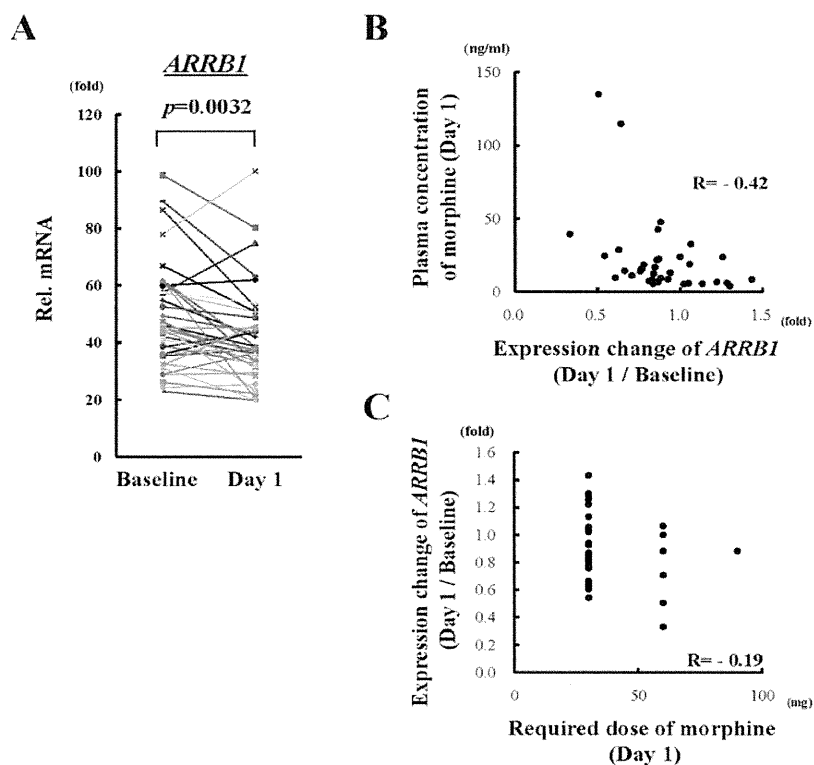 A
ARRB1
(fold)
p=0.0032
120
100
80
60
40
20
0
Rel. mRNA
Baseline Day 1
B
(ng/ml)
150
100
50
0
Plasma concentration
of morphine (Day 1)
R= - 0.42
0.0 0.5 1.0 1.5
(fold)
Expression change of ARRB1
(Day 1 / Baseline)
C
(fold)
1.6
1.4
1.2
1.0
0.8
0.6
0.4
0.2
0.0
Expression change of ARRB1
(Day 1 / Baseline)
R= - 0.19
0 50 100
(mg)
Required dose of morphine
(Day 1)